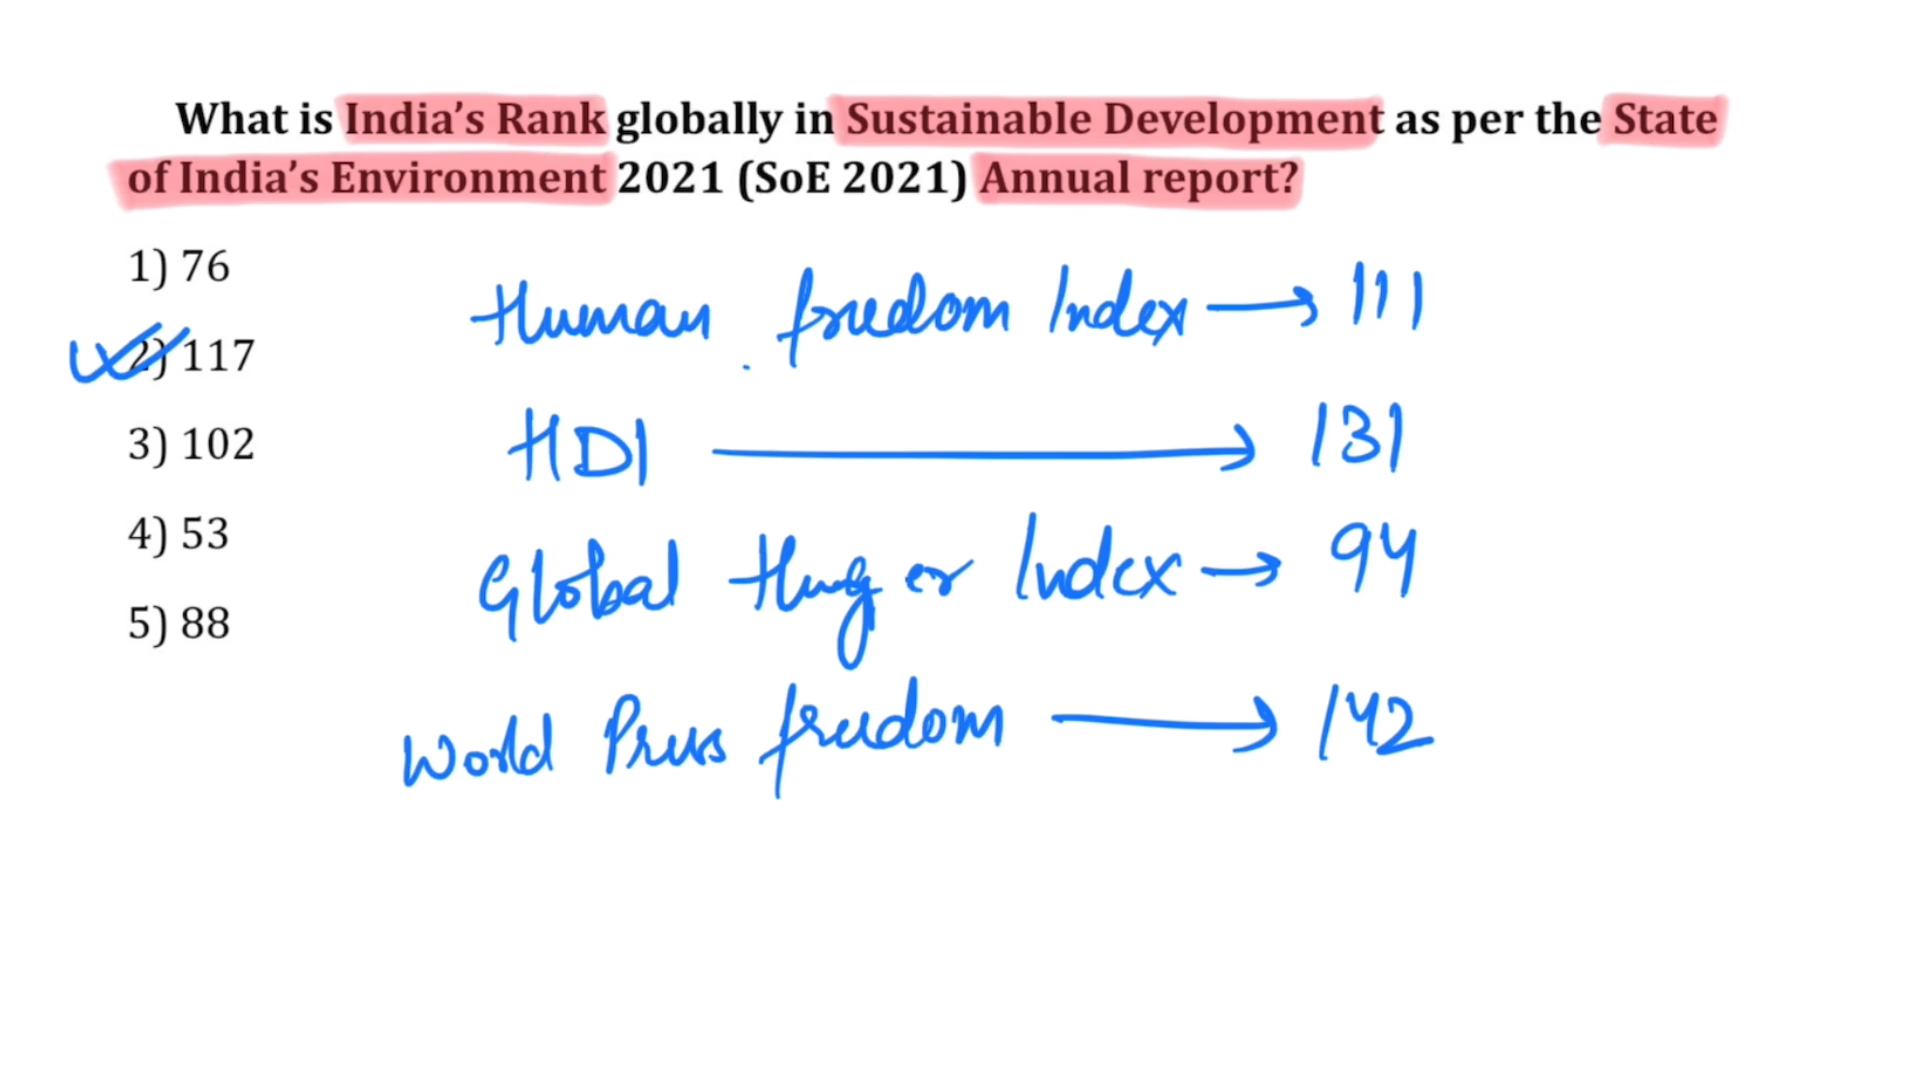 What is India’s Rank globally in Sustainable Development as per the State
of India’s Environment 2021 (SoE 2021) Annual report?
1) 76
Human freedom Index → 111
2) 117
HDI → 131
3) 102
Global Hunger Index → 94
4) 53
5) 88
World Press freedom → 142